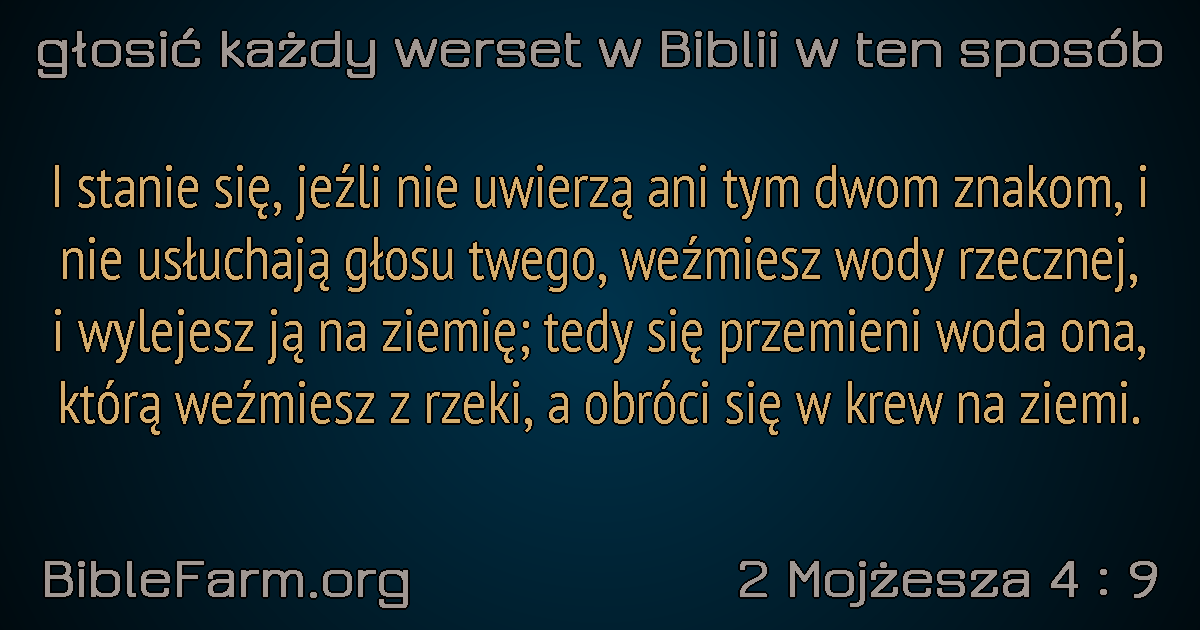 głosić każdy werset w Biblii w ten sposób
I stanie się, jeźli nie uwierzą ani tym dwom znakom, i
nie usłuchają głosu twego, weźmiesz wody rzecznej,
i wylejesz ją na ziemię; tedy się przemieni woda ona,
którą weźmiesz z rzeki, a obróci się w krew na ziemi.
BibleFarm.org
2 Mojżesza 4 : 9